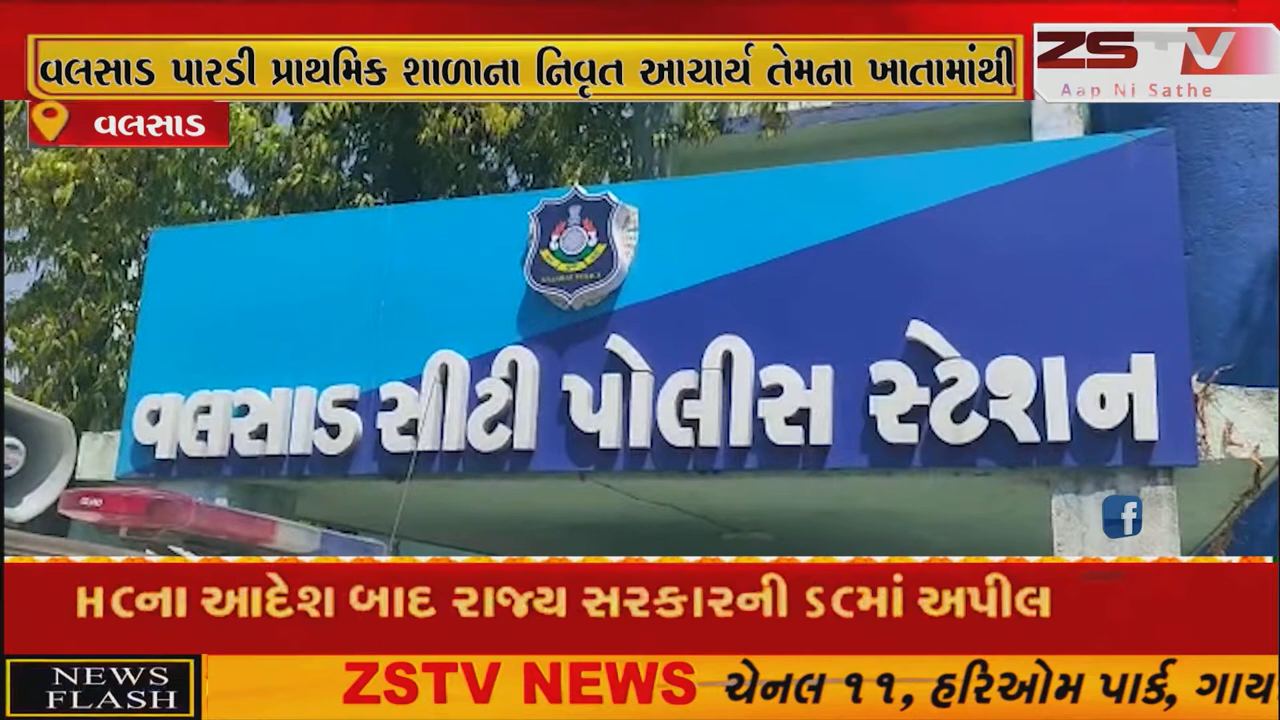 વલસાડ પારડી પ્રાથમિક શાળાના નિવૃત આચાર્ય તેમના ખાતામાંથી
ZSTV
Aap Ni Sathe
વલસાડ
વલસાડ સીટી પોલીસ સ્ટેશન
f
HCના આદેશ બાદ રાજ્ય સરકારની SCમાં અપીલ
NEWS
FLASH
ZSTV NEWS ચેનલ ૧૧, હરિઓમ પાર્ક, ગાય